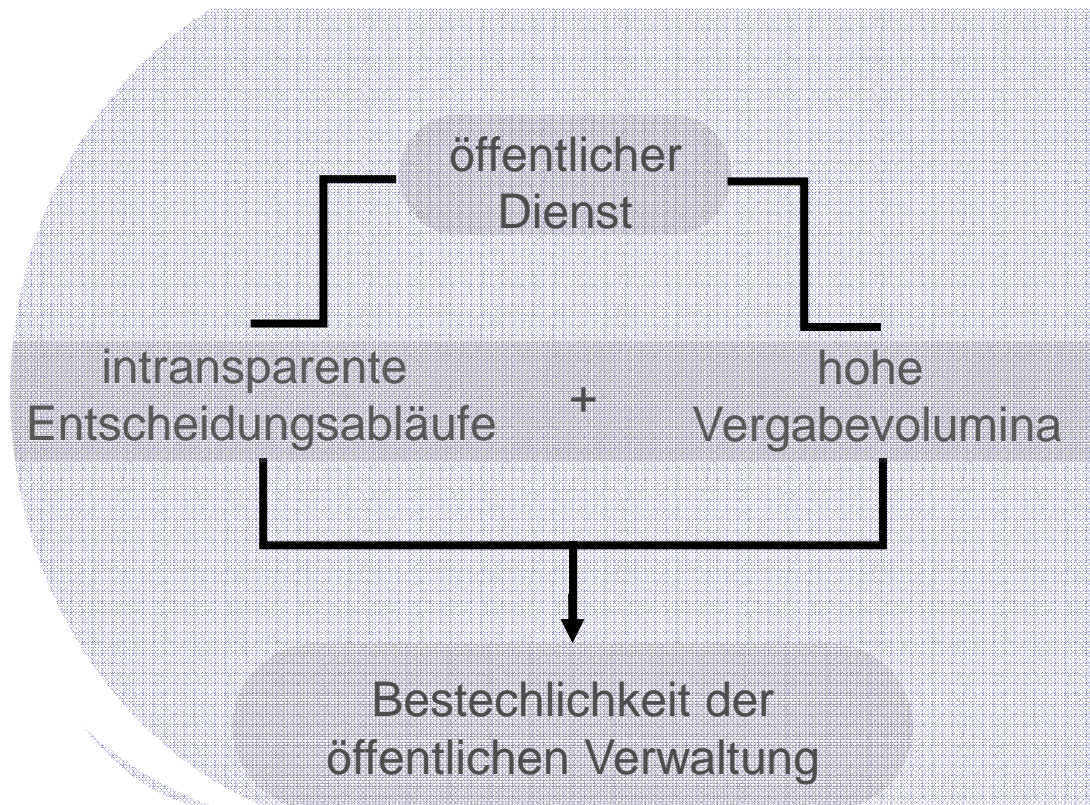 öffentlicher
Dienst
intransparente
Entscheidungsabläufe
+
hohe
Vergabevolumina
Bestechlichkeit der
öffentlichen Verwaltung